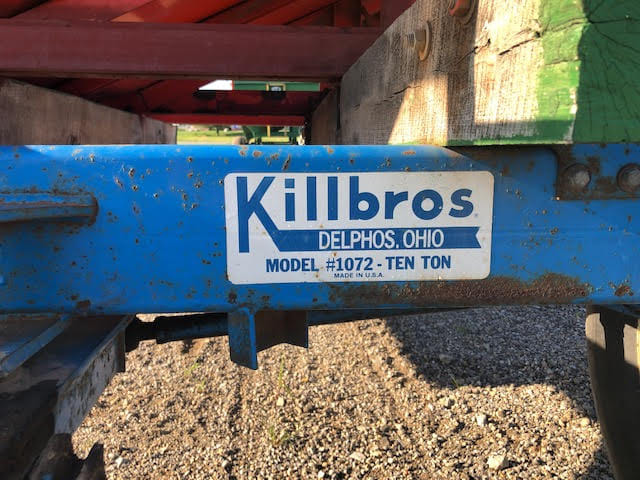 Killbros
DELPHOS, OHIO
MODEL #1072 - TEN TON
MADE IN U.S.A.